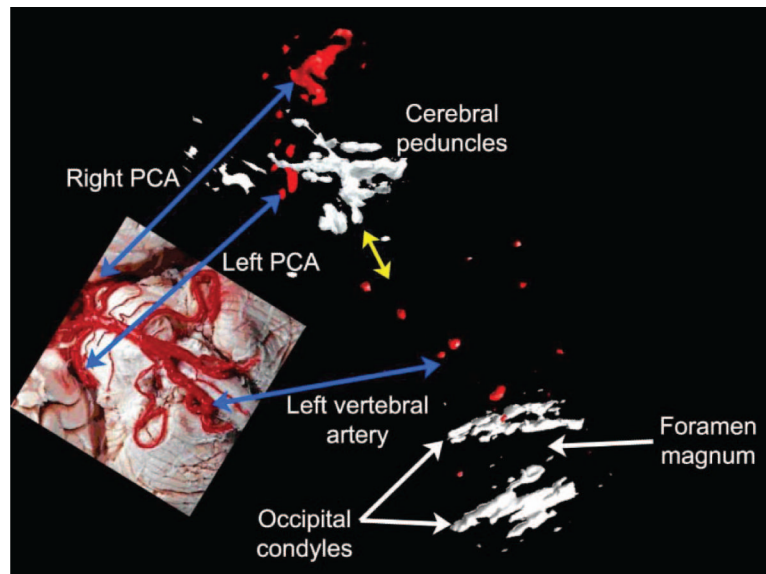 Cerebral
peduncles
Right PCA
Left PCA
Left vertebral
artery
Foramen
magnum
Occipital
condyles